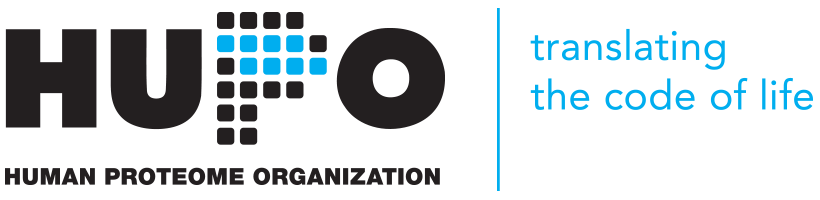 HUPO
HUMAN PROTEOME ORGANIZATION
translating
the code of life